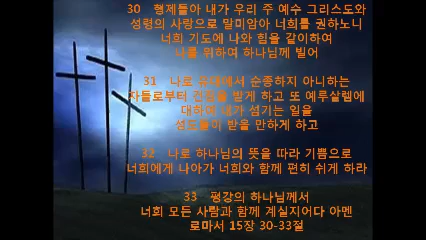 30 형제들아 내가 우리 주 예수 그리스도와
성령의 사랑으로 말미암아 너희를 권하노니
너희 기도에 나와 힘을 같이하여
나를 위하여 하나님께 빌어
31 나로 유대에서 순종하지 아니하는
자들로부터 건짐을 받게 하고 또 예루살렘에
대하여 내가 섬기는 일을
성도들이 받을 만하게 하고
32 나로 하나님의 뜻을 따라 기쁨으로
너희에게 나아가 너희와 함께 편히 쉬게 하라
33 평강의 하나님께서
너희 모든 사람과 함께 계실지어다 아멘
로마서 15장 30-33절